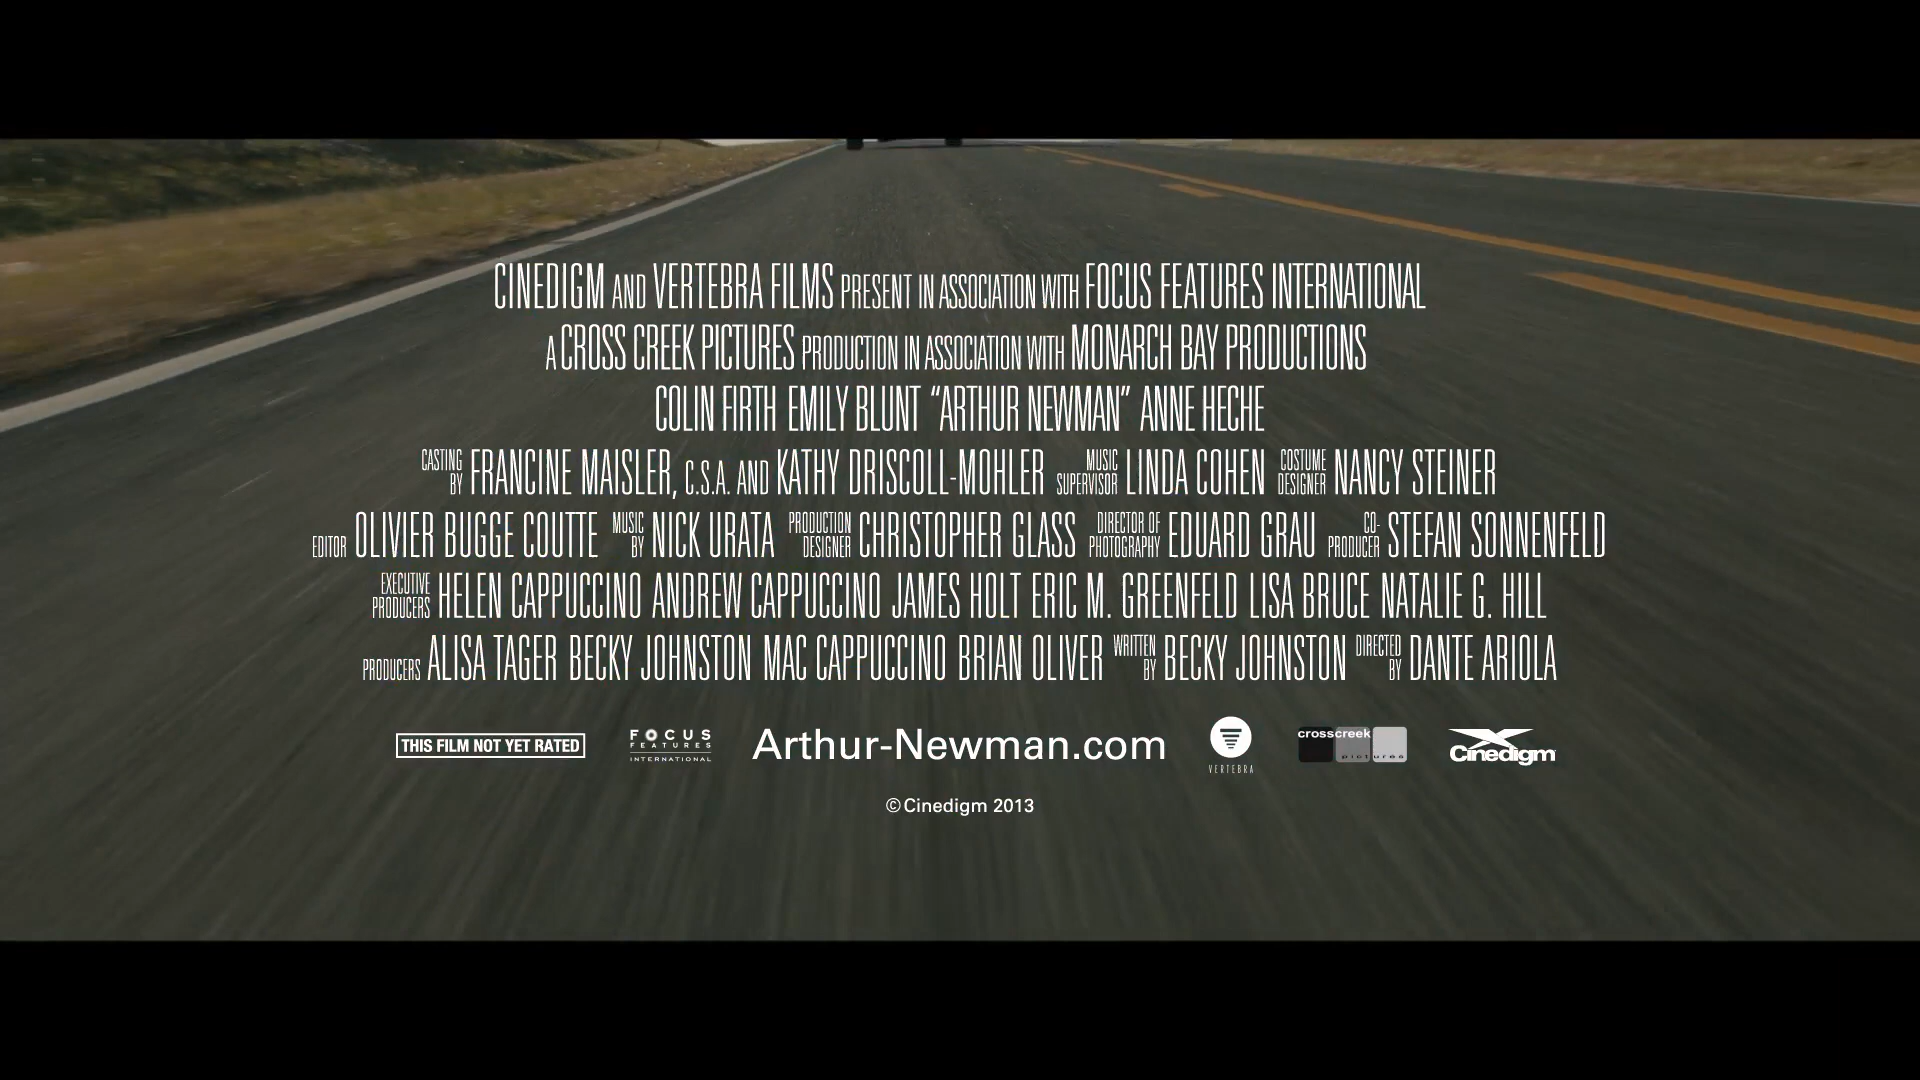 CINEDIGM AND VERTEBRA FILMS PRESENT IN ASSOCIATION WITH FOCUS FEATURES INTERNATIONAL
A CROSS CREEK PICTURES PRODUCTION IN ASSOCIATION WITH MONARCH BAY PRODUCTIONS
COLIN FIRTH EMILY BLUNT “ARTHUR NEWMAN” ANNE HECHE
CASTING BY FRANCINE MAISLER, C.S.A. AND KATHY DRISCOLL-MOHLER MUSIC SUPERVISOR LINDA COHEN COSTUME DESIGNER NANCY STEINER
EDITOR OLIVIER BUGGE COUTTE MUSIC BY NICK URATA PRODUCTION DESIGNER CHRISTOPHER GLASS DIRECTOR OF PHOTOGRAPHY EDUARD GRAU CO-PRODUCER STEFAN SONNENFELD
EXECUTIVE PRODUCERS HELEN CAPPUCCINO ANDREW CAPPUCCINO JAMES HOLT ERIC M. GREENFELD LISA BRUCE NATALIE G. HILL
PRODUCERS ALISA TAGER BECKY JOHNSTON MAC CAPPUCCINO BRIAN OLIVER WRITTEN BY BECKY JOHNSTON DIRECTED BY DANTE ARIOLA
THIS FILM NOT YET RATED FOCUS FEATURES INTERNATIONAL Arthur-Newman.com VERTEBRA crosscreek pictures Cinedigm
© Cinedigm 2013